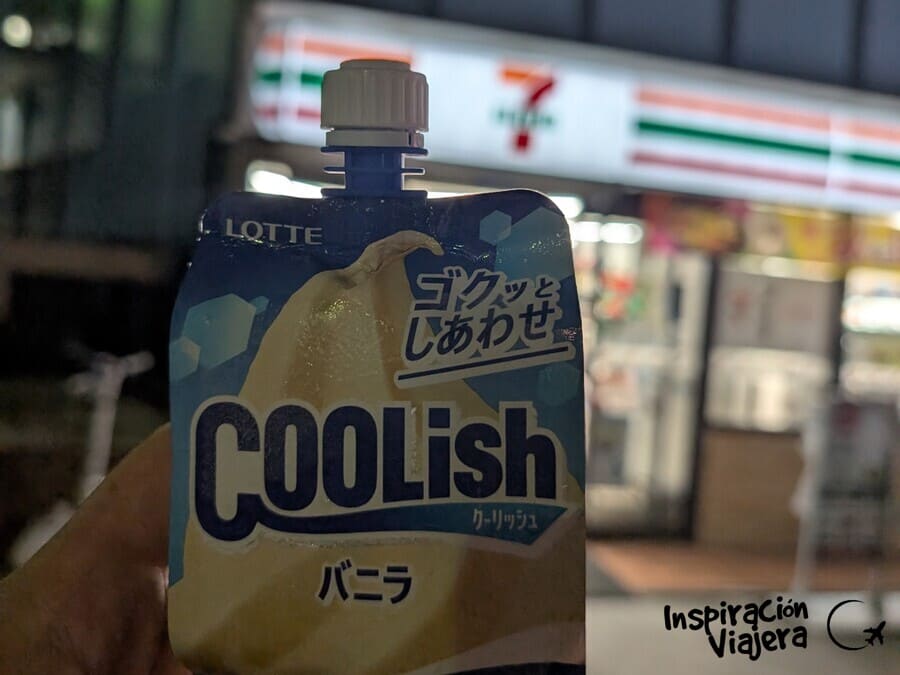 7
LOTTE
ゴクッと
しあわせ
COOLish
クーリッシュ
バニラ
Inspiración
Viajera